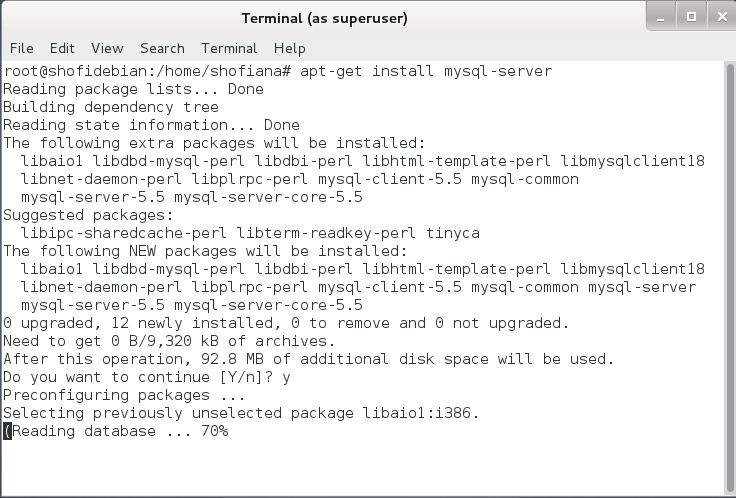 Terminal (as superuser)
File Edit View Search Terminal Help
root@shofidebian:/home/shofiana# apt-get install mysql-server
Reading package lists... Done
Building dependency tree
Reading state information... Done
The following extra packages will be installed:
  libaio1 libdbd-mysql-perl libdbi-perl libhtml-template-perl libmysqlclient18
  libnet-daemon-perl libplrpc-perl mysql-client-5.5 mysql-common
  mysql-server-5.5 mysql-server-core-5.5
Suggested packages:
  libipc-sharedcache-perl libterm-readkey-perl tinyca
The following NEW packages will be installed:
  libaio1 libdbd-mysql-perl libdbi-perl libhtml-template-perl libmysqlclient18
  libnet-daemon-perl libplrpc-perl mysql-client-5.5 mysql-common mysql-server
  mysql-server-5.5 mysql-server-core-5.5
0 upgraded, 12 newly installed, 0 to remove and 0 not upgraded.
Need to get 0 B/9,320 kB of archives.
After this operation, 92.8 MB of additional disk space will be used.
Do you want to continue [Y/n]? y
Preconfiguring packages ...
Selecting previously unselected package libaio1:i386.
(Reading database ... 70%